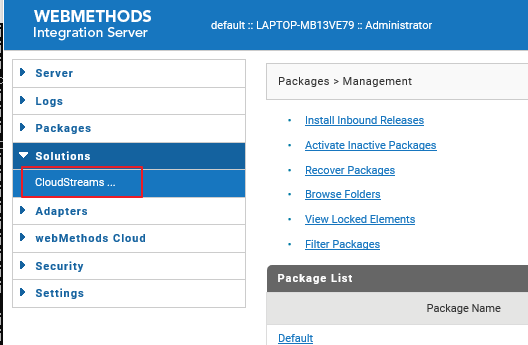 WEBMETHODS
Integration Server
default :: LAPTOP-MB13VE79 :: Administrator
Server
Logs
Packages
Solutions
CloudStreams ...
Adapters
webMethods Cloud
Security
Settings
Packages > Management
• Install Inbound Releases
• Activate Inactive Packages
• Recover Packages
• Browse Folders
• View Locked Elements
• Filter Packages
Package List
Package Name
Default